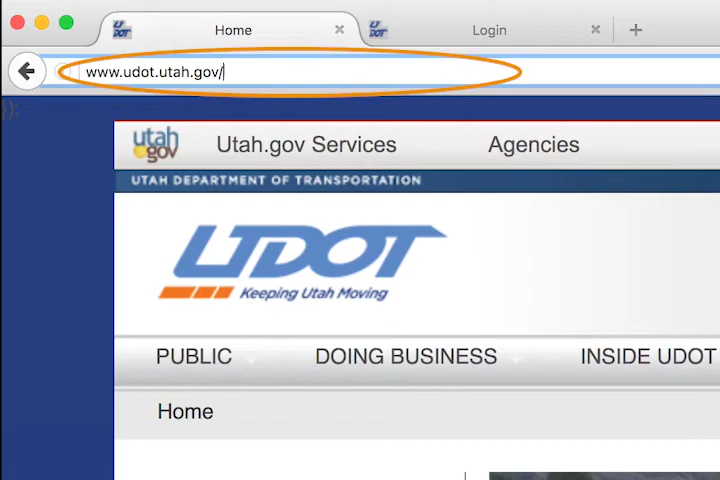 Home
Login
www.udot.utah.gov/
});
utah
gov
Utah.gov Services
Agencies
UTAH DEPARTMENT OF TRANSPORTATION
UDOT
Keeping Utah Moving
PUBLIC
DOING BUSINESS
INSIDE UDOT
Home